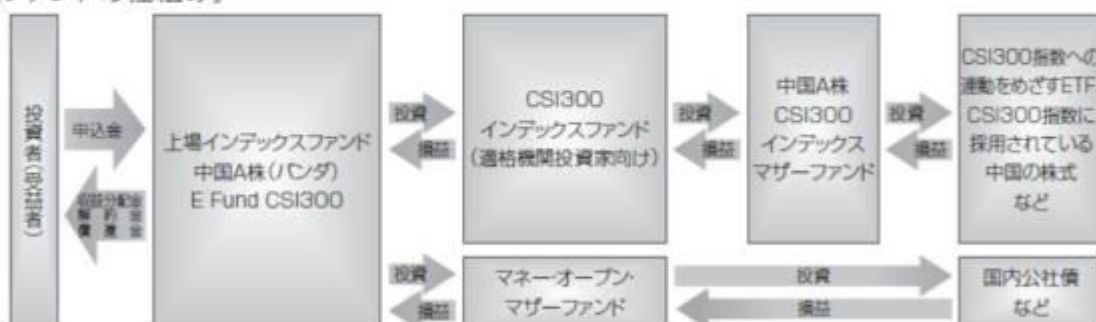 投資者(受益者)
申込金
収益分配金
解約金
償還金
上場インデックスファンド
中国A株(パンダ)
E Fund CSI300
投資
損益
CSI300
インデックスファンド
(適格機関投資家向け)
投資
損益
中国A株
CSI300
インデックス
マザーファンド
投資
損益
CSI300指数への
連動をめざすETF
CSI300指数に
採用されている
中国の株式
など
投資
損益
マネー・オープン・
マザーファンド
投資
損益
国内公社債
など